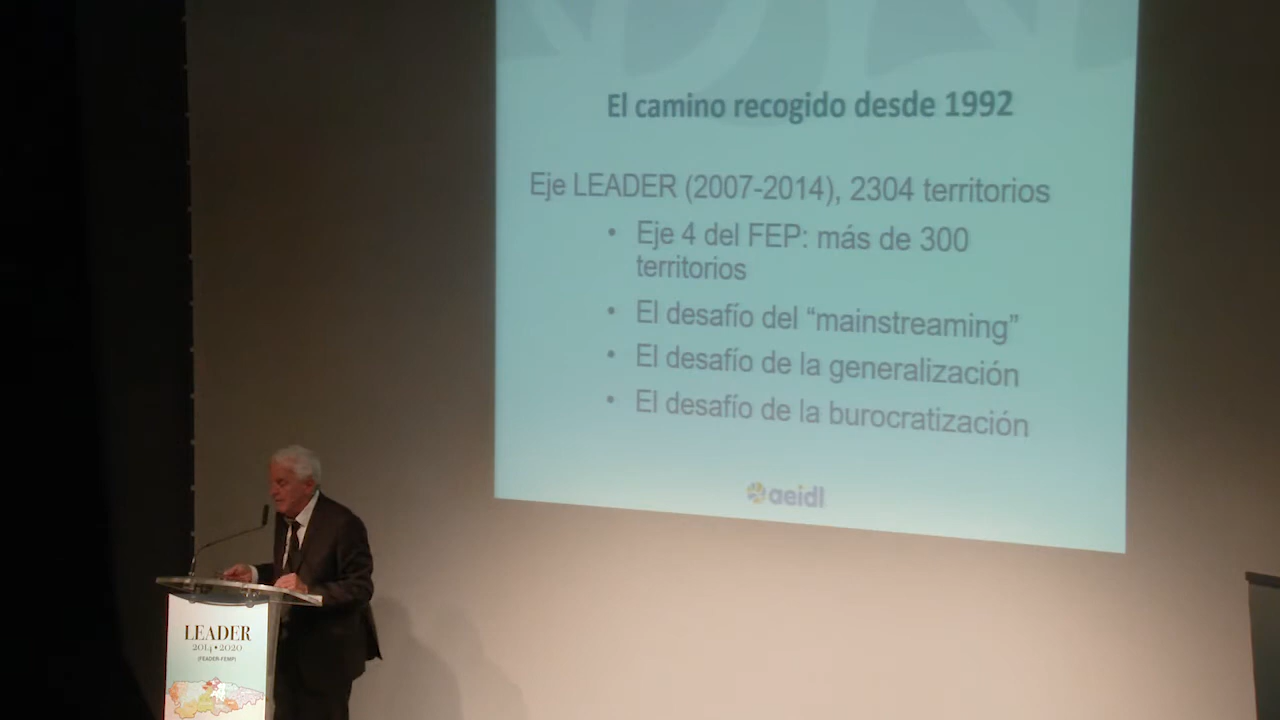 El camino recogido desde 1992
Eje LEADER (2007-2014), 2304 territorios
• Eje 4 del FEP: más de 300
territorios
• El desafío del “mainstreaming”
• El desafío de la generalización
• El desafío de la burocratización
aeidl
LEADER
2014•2020
(FEADER-FEMP)